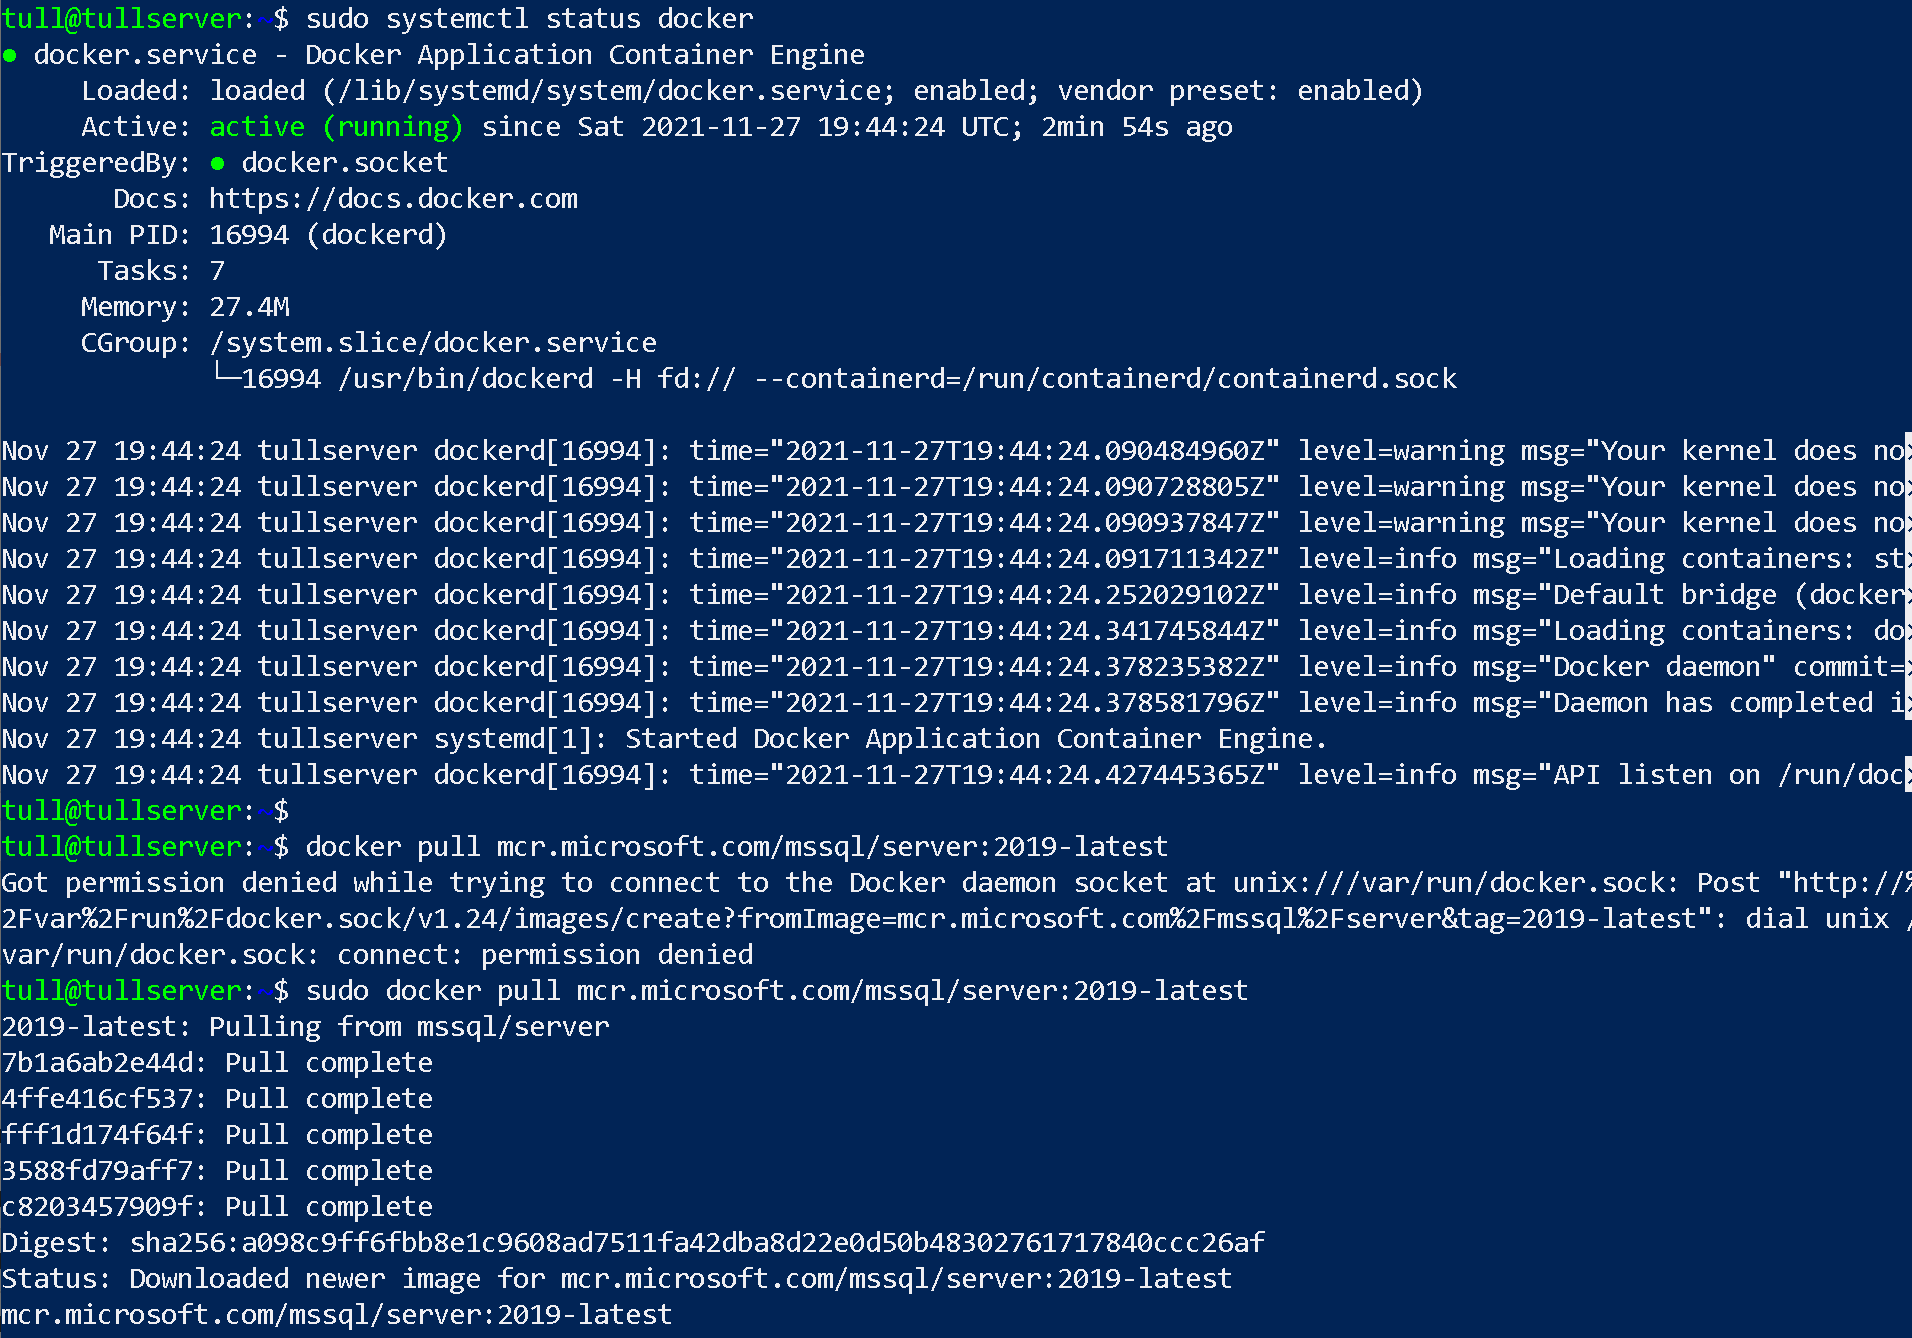 tull@tullserver:~$ sudo systemctl status docker
● docker.service - Docker Application Container Engine
     Loaded: loaded (/lib/systemd/system/docker.service; enabled; vendor preset: enabled)
     Active: active (running) since Sat 2021-11-27 19:44:24 UTC; 2min 54s ago
TriggeredBy: ● docker.socket
       Docs: https://docs.docker.com
   Main PID: 16994 (dockerd)
      Tasks: 7
     Memory: 27.4M
     CGroup: /system.slice/docker.service
             └─16994 /usr/bin/dockerd -H fd:// --containerd=/run/containerd/containerd.sock
Nov 27 19:44:24 tullserver dockerd[16994]: time="2021-11-27T19:44:24.090484960Z" level=warning msg="Your kernel does no>
Nov 27 19:44:24 tullserver dockerd[16994]: time="2021-11-27T19:44:24.090728805Z" level=warning msg="Your kernel does no>
Nov 27 19:44:24 tullserver dockerd[16994]: time="2021-11-27T19:44:24.090937847Z" level=warning msg="Your kernel does no>
Nov 27 19:44:24 tullserver dockerd[16994]: time="2021-11-27T19:44:24.091711342Z" level=info msg="Loading containers: st>
Nov 27 19:44:24 tullserver dockerd[16994]: time="2021-11-27T19:44:24.252029102Z" level=info msg="Default bridge (docker>
Nov 27 19:44:24 tullserver dockerd[16994]: time="2021-11-27T19:44:24.341745844Z" level=info msg="Loading containers: do>
Nov 27 19:44:24 tullserver dockerd[16994]: time="2021-11-27T19:44:24.378235382Z" level=info msg="Docker daemon" commit=>
Nov 27 19:44:24 tullserver dockerd[16994]: time="2021-11-27T19:44:24.378581796Z" level=info msg="Daemon has completed i>
Nov 27 19:44:24 tullserver systemd[1]: Started Docker Application Container Engine.
Nov 27 19:44:24 tullserver dockerd[16994]: time="2021-11-27T19:44:24.427445365Z" level=info msg="API listen on /run/doc>
tull@tullserver:~$
tull@tullserver:~$ docker pull mcr.microsoft.com/mssql/server:2019-latest
Got permission denied while trying to connect to the Docker daemon socket at unix:///var/run/docker.sock: Post "http://%
2Fvar%2Frun%2Fdocker.sock/v1.24/images/create?fromImage=mcr.microsoft.com%2Fmssql%2Fserver&tag=2019-latest": dial unix /
var/run/docker.sock: connect: permission denied
tull@tullserver:~$ sudo docker pull mcr.microsoft.com/mssql/server:2019-latest
2019-latest: Pulling from mssql/server
7b1a6ab2e44d: Pull complete
4ffe416cf537: Pull complete
fff1d174f64f: Pull complete
3588fd79aff7: Pull complete
c8203457909f: Pull complete
Digest: sha256:a098c9ff6fbb8e1c9608ad7511fa42dba8d22e0d50b48302761717840ccc26af
Status: Downloaded newer image for mcr.microsoft.com/mssql/server:2019-latest
mcr.microsoft.com/mssql/server:2019-latest